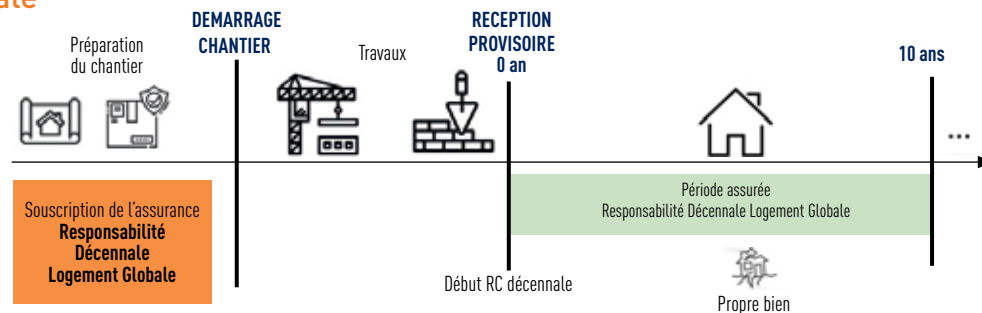 DEMARRAGE
CHANTIER
RECEPTION
PROVISOIRE
0 an
10 ans
Préparation
du chantier
Travaux
...
Souscription de l'assurance
Responsabilité
Décennale
Logement Globale
Période assurée
Responsabilité Décennale Logement Globale
Début RC décennale
Propre bien